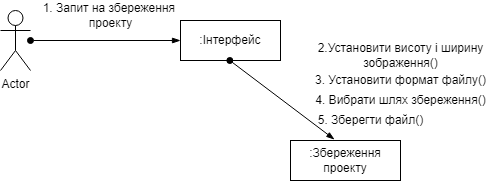 1. Запит на збереження
проекту
:Інтерфейс
Actor
2.Установити висоту і ширину
зображення()
3. Установити формат файлу()
4. Вибрати шлях збереження()
5. Зберегти файл()
:Збереження
проекту